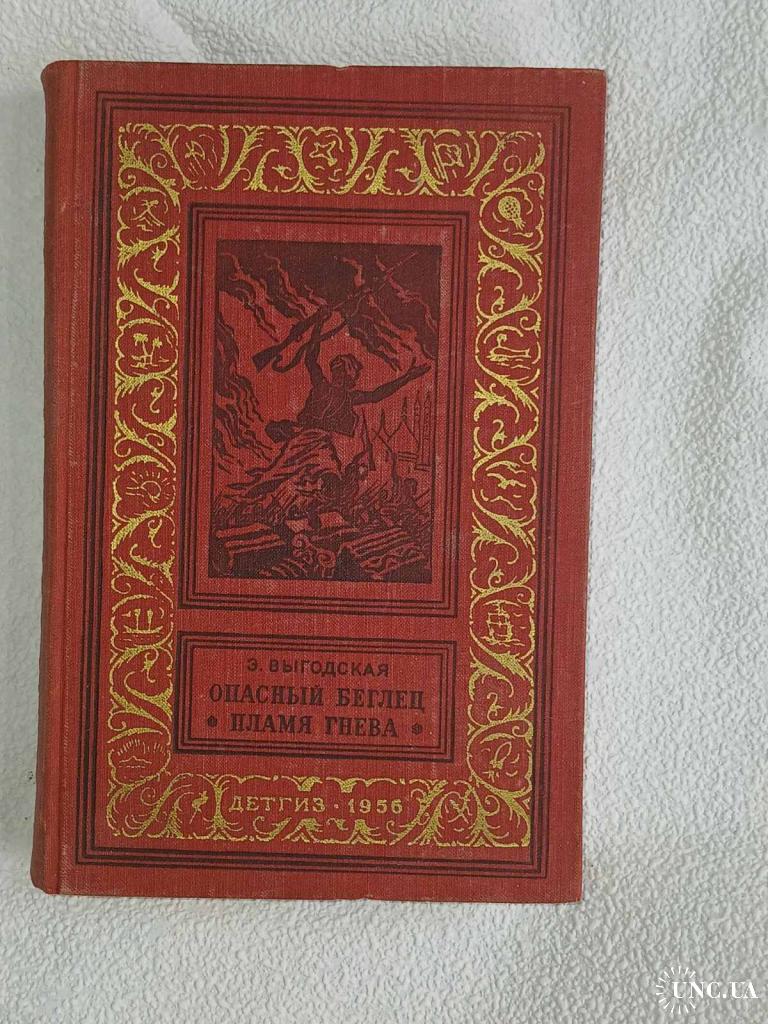 Э. ВЫГОДСКАЯ
ОПАСНЫЙ БЕГЛЕЦ
• ПЛАМЯ ГНЕВА •
ДЕТГИЗ • 1956
UNC.UA